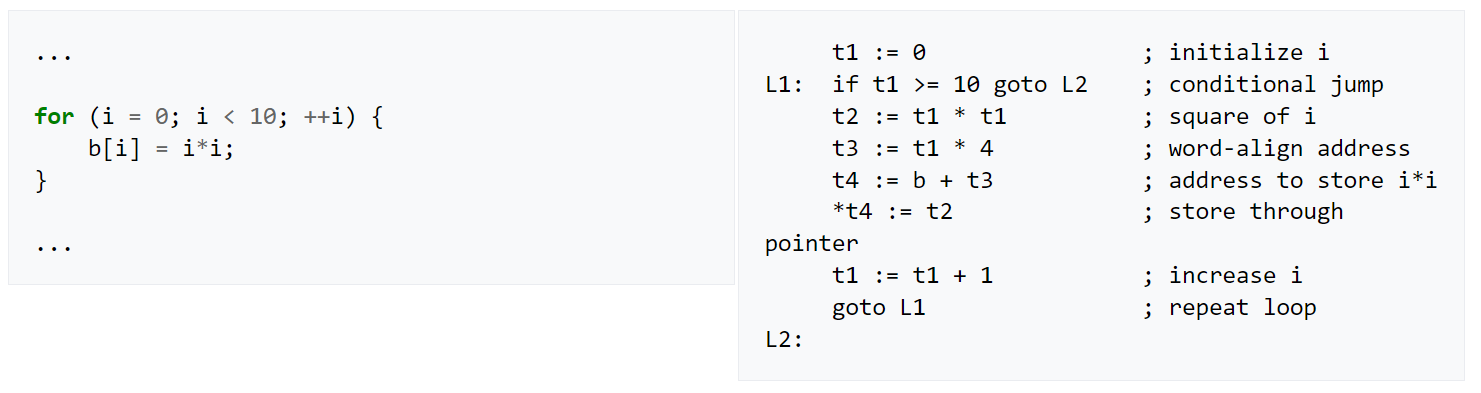 ...
for (i = 0; i < 10; ++i) {
    b[i] = i*i;
}
...
     t1 := 0                ; initialize i
L1:  if t1 >= 10 goto L2    ; conditional jump
     t2 := t1 * t1          ; square of i
     t3 := t1 * 4           ; word-align address
     t4 := b + t3           ; address to store i*i
     *t4 := t2              ; store through
pointer
     t1 := t1 + 1           ; increase i
     goto L1                ; repeat loop
L2: